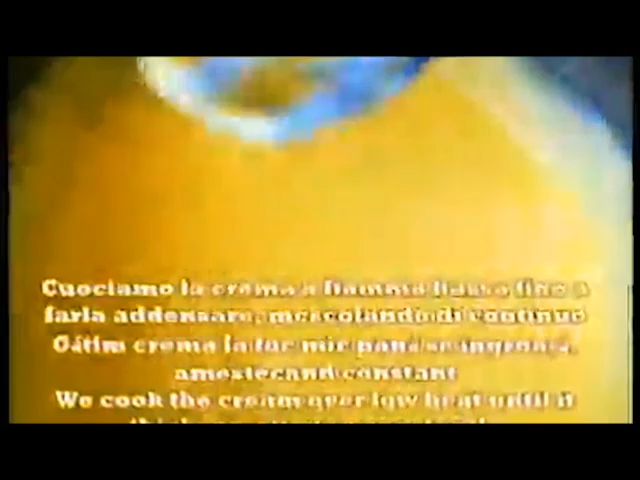 Cuociamo la crema a fiamma bassa fino a
farla addensare, mescolando di continuo
Gătim crema la foc mic până se îngroașă,
amestecând constant
We cook the cream over low heat until it